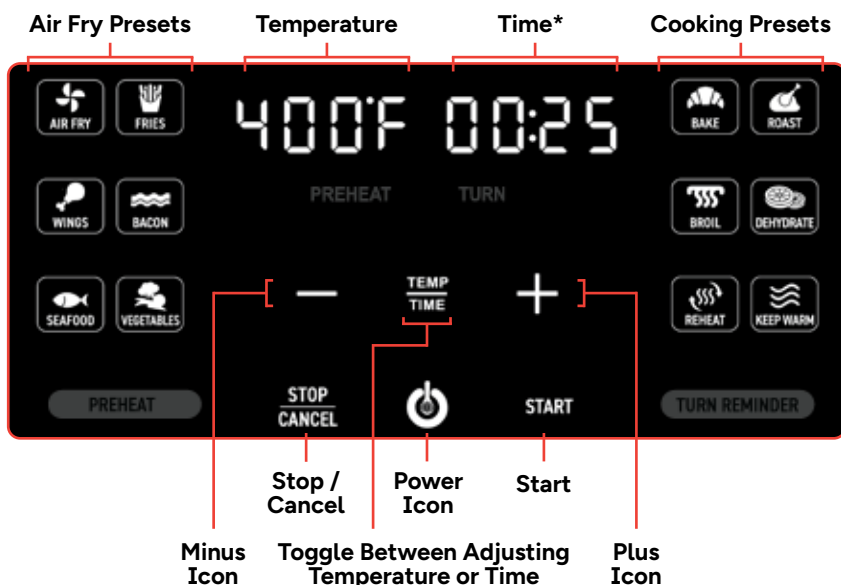 Air Fry Presets
Temperature
Time*
Cooking Presets
AIR FRY
FRIES
400°F
00:25
BAKE
ROAST
PREHEAT
TURN
WINGS
BACON
BROIL
DEHYDRATE
TEMP
TIME
SEAFOOD
VEGETABLES
REHEAT
KEEP WARM
PREHEAT
STOP
CANCEL
START
TURN REMINDER
Stop /
Cancel
Power
Icon
Start
Minus
Icon
Toggle Between Adjusting
Temperature or Time
Plus
Icon